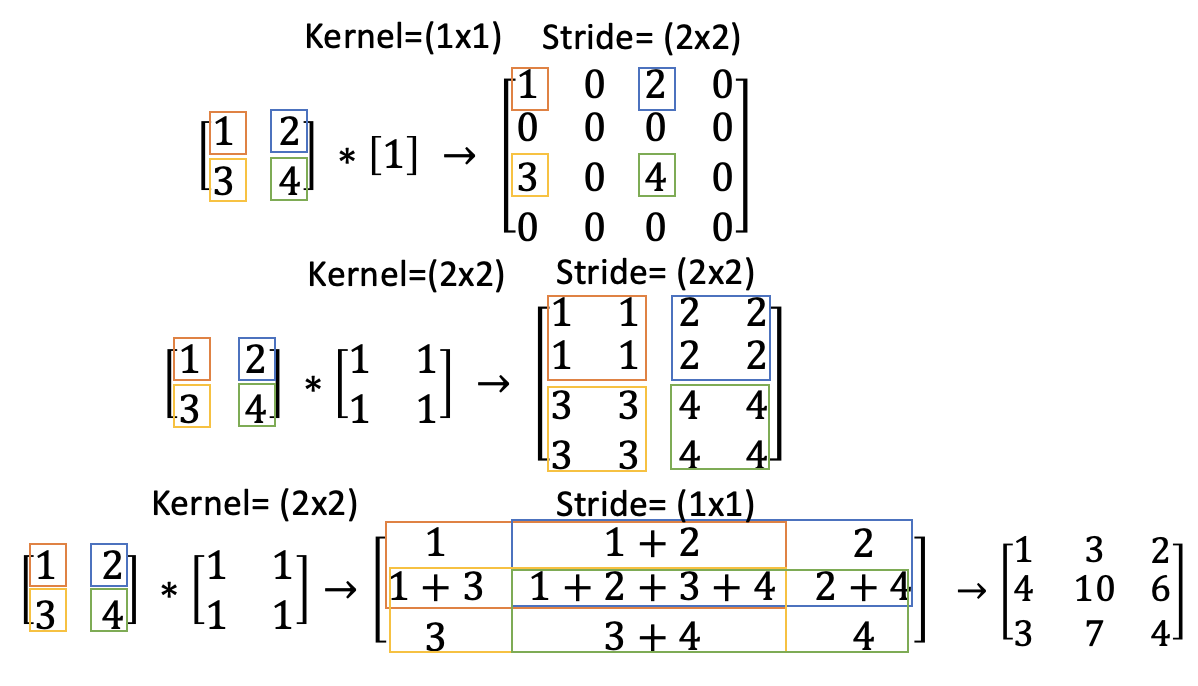 Kernel=(1x1) Stride= (2x2)
[1 2 * [1] → [1 0 2 0
0 0 0 0
3 4] 3 0 4 0
0 0 0 0]
Kernel=(2x2) Stride= (2x2)
[1 2 * [1 1 → [1 1 2 2
1 1 2 2
3 4] 1 1] 3 3 4 4
3 3 4 4]
Kernel= (2x2) Stride= (1x1)
[1 2 * [1 1 → [1 1 + 2 2 → [1 3 2
1 + 3 1 + 2 + 3 + 4 2 + 4 4 10 6
3 4] 1 1] 3 3 + 4 4] 3 7 4]